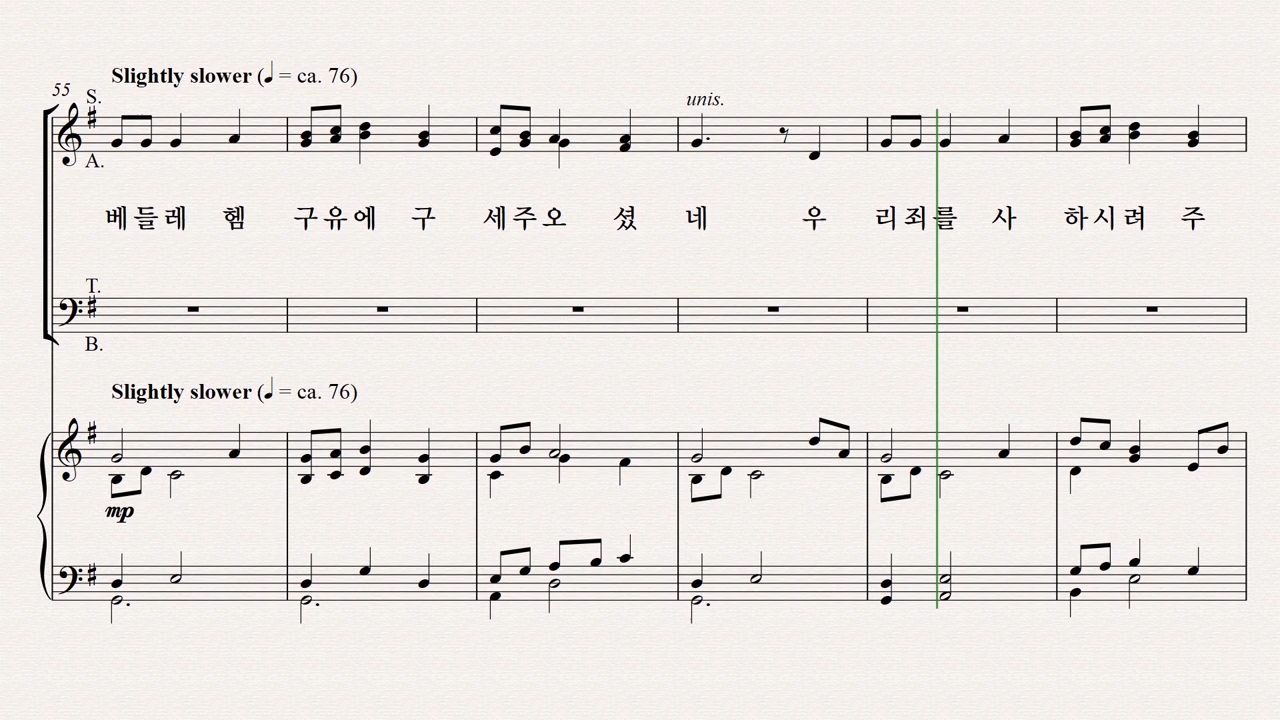 Slightly slower (♩ = ca. 76)
55
S.
unis.
A.
베들레 헴 구유에 구 세주오 셨 네 우 리죄를 사 하시려 주
T.
B.
Slightly slower (♩ = ca. 76)
mp